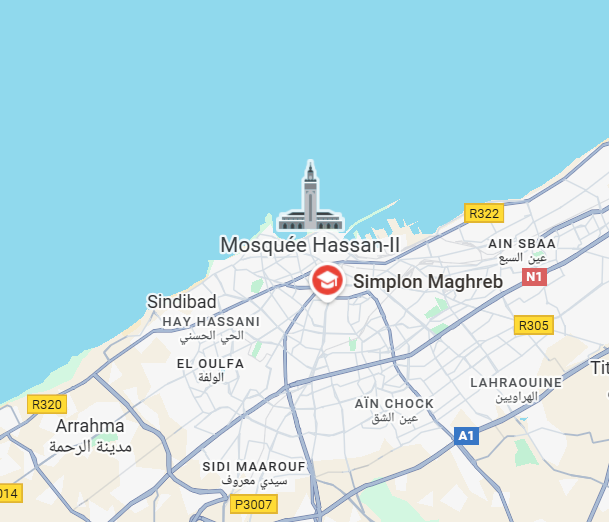 R322
Mosquée Hassan-II
AIN SBAA
عين السبع
N1
Simplon Maghreb
Sindibad
HAY HASSANI
الحي الحسني
R305
EL OULFA
الولفة
LAHRAOUINE
الهراويين
Tit
R320
AÏN CHOCK
عين الشق
Arrahma
مدينة الرحمة
A1
SIDI MAAROUF
سيدي معروف
014
P3007